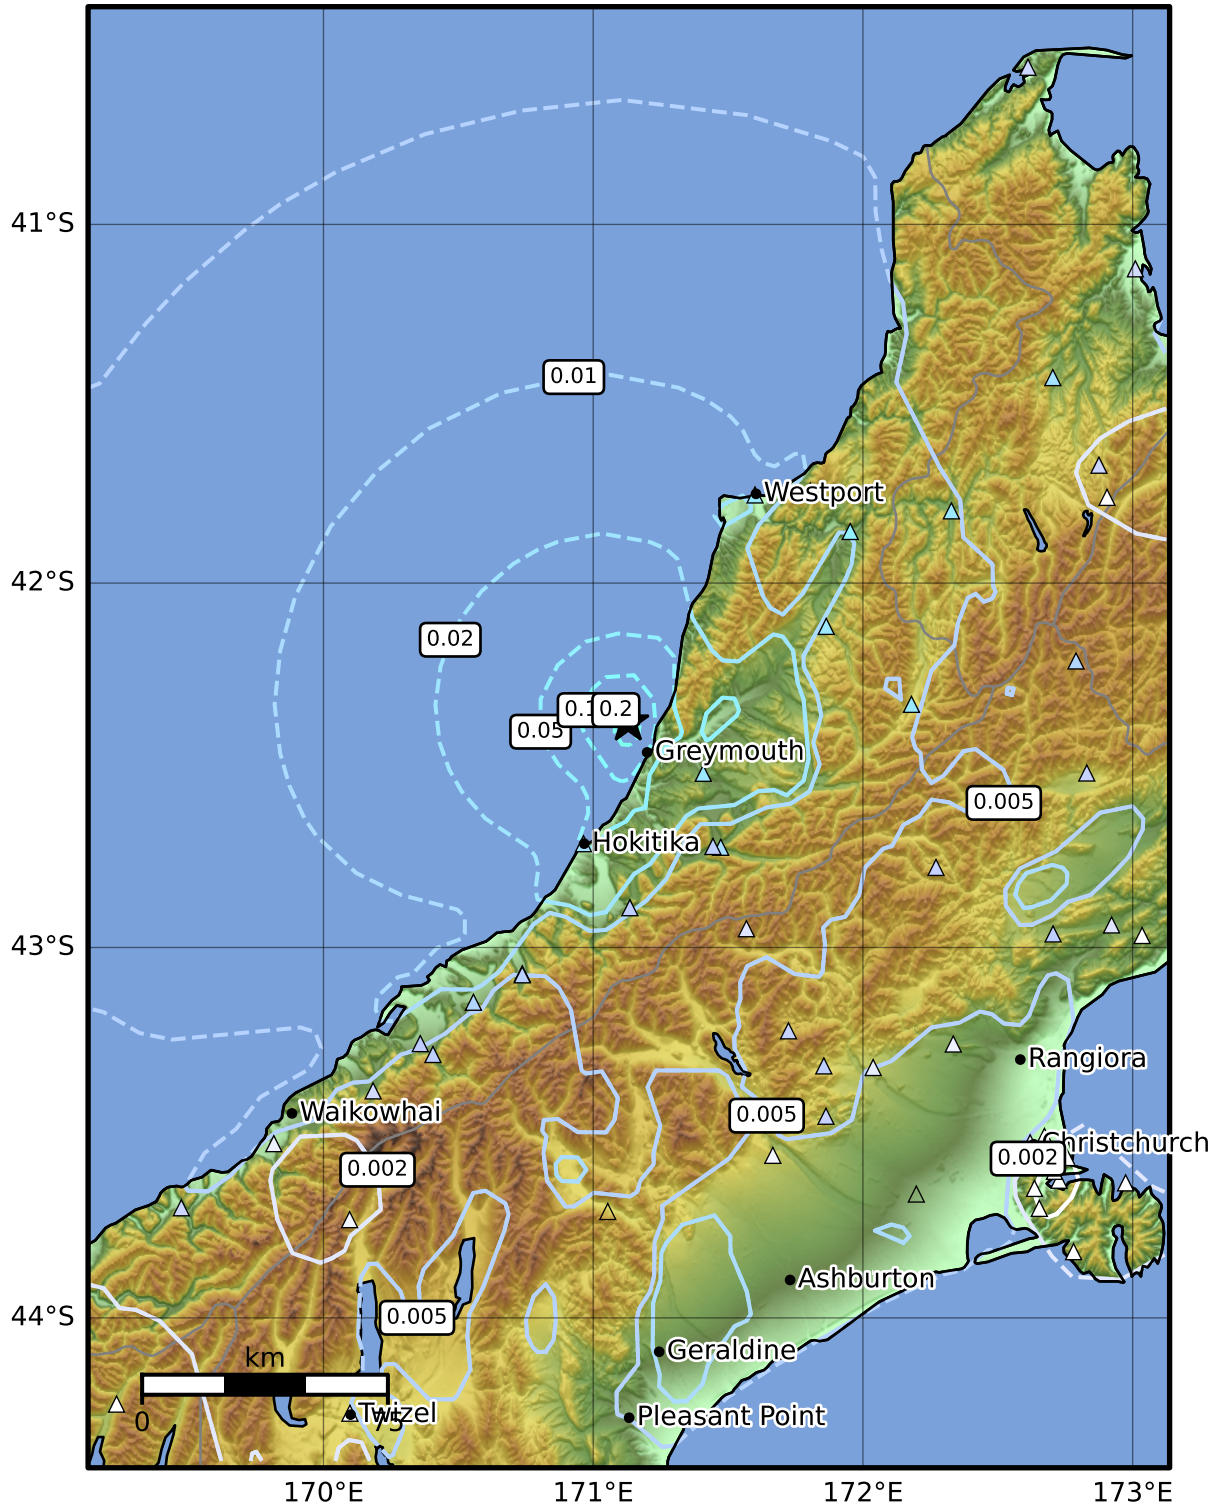 41°S
0.01
Westport
42°S
0.02
0.2
0.05
Greymouth
0.005
Hokitika
43°S
Rangiora
0.005
Waikowhai
Christchurch
0.002
0.002
Ashburton
44°S
0.005
Geraldine
km
0
75
Twizel
Pleasant Point
170°E
171°E
172°E
173°E